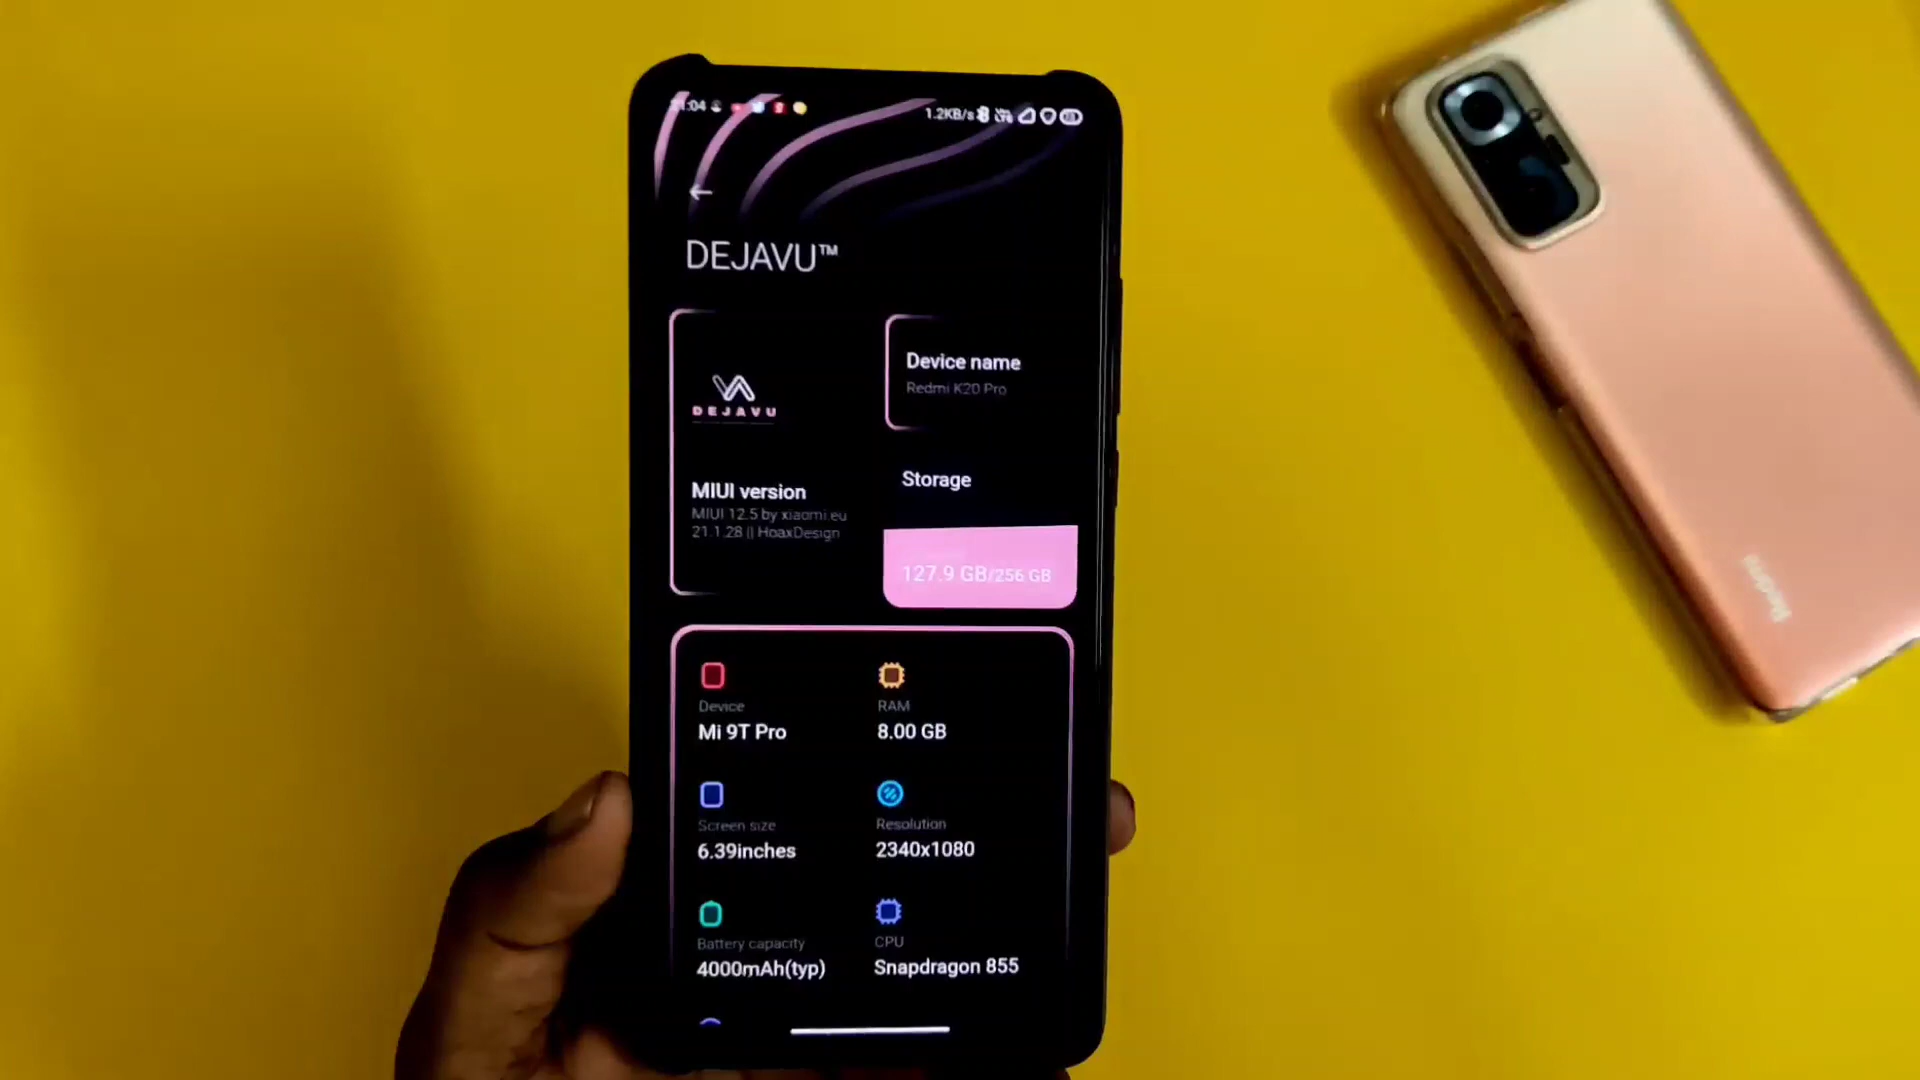 1.2KB/s
DEJAVU™
DEJAVU
MIUI version
MIUI 12.5 by xiaomi.eu
21.1.28 || HoaxDesign
Device name
Redmi K20 Pro
Storage
127.9 GB/256 GB
Device
Mi 9T Pro
RAM
8.00 GB
Screen size
6.39inches
Resolution
2340x1080
Battery capacity
4000mAh(typ)
CPU
Snapdragon 855
Redmi